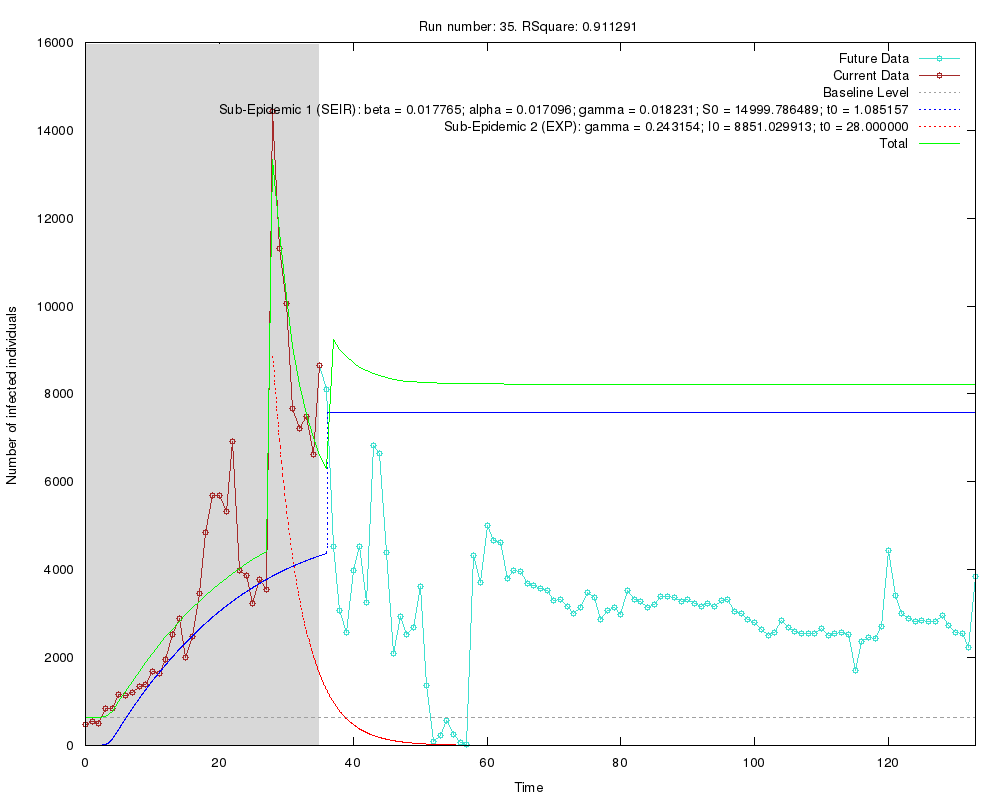 Run number: 35. RSquare: 0.911291
16000
14000
12000
10000
8000
6000
4000
2000
0
Number of infected individuals
Future Data
Current Data
Baseline Level
Sub-Epidemic 1 (SEIR): beta = 0.017765; alpha = 0.017096; gamma = 0.018231; S0 = 14999.786489; t0 = 1.085157
Sub-Epidemic 2 (EXP): gamma = 0.243154; I0 = 8851.029913; t0 = 28.000000
Total
0 20 40 60 80 100 120
Time